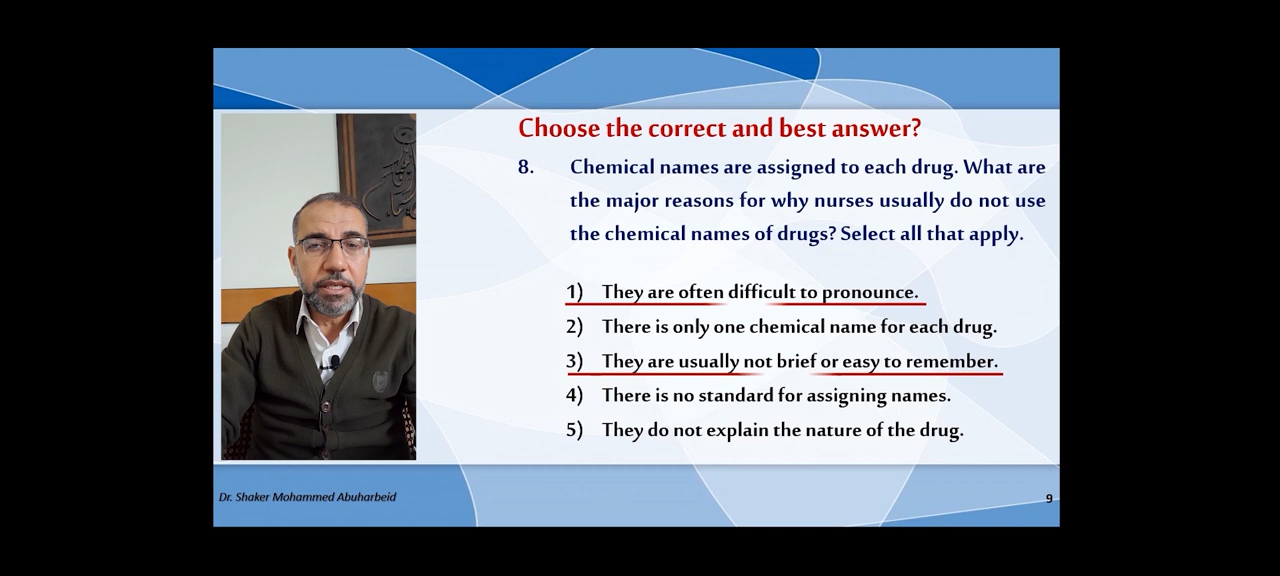 Choose the correct and best answer?
8. Chemical names are assigned to each drug. What are
the major reasons for why nurses usually do not use
the chemical names of drugs? Select all that apply.
1) They are often difficult to pronounce.
2) There is only one chemical name for each drug.
3) They are usually not brief or easy to remember.
4) There is no standard for assigning names.
5) They do not explain the nature of the drug.
Dr. Shaker Mohammed Abuharbeid
9